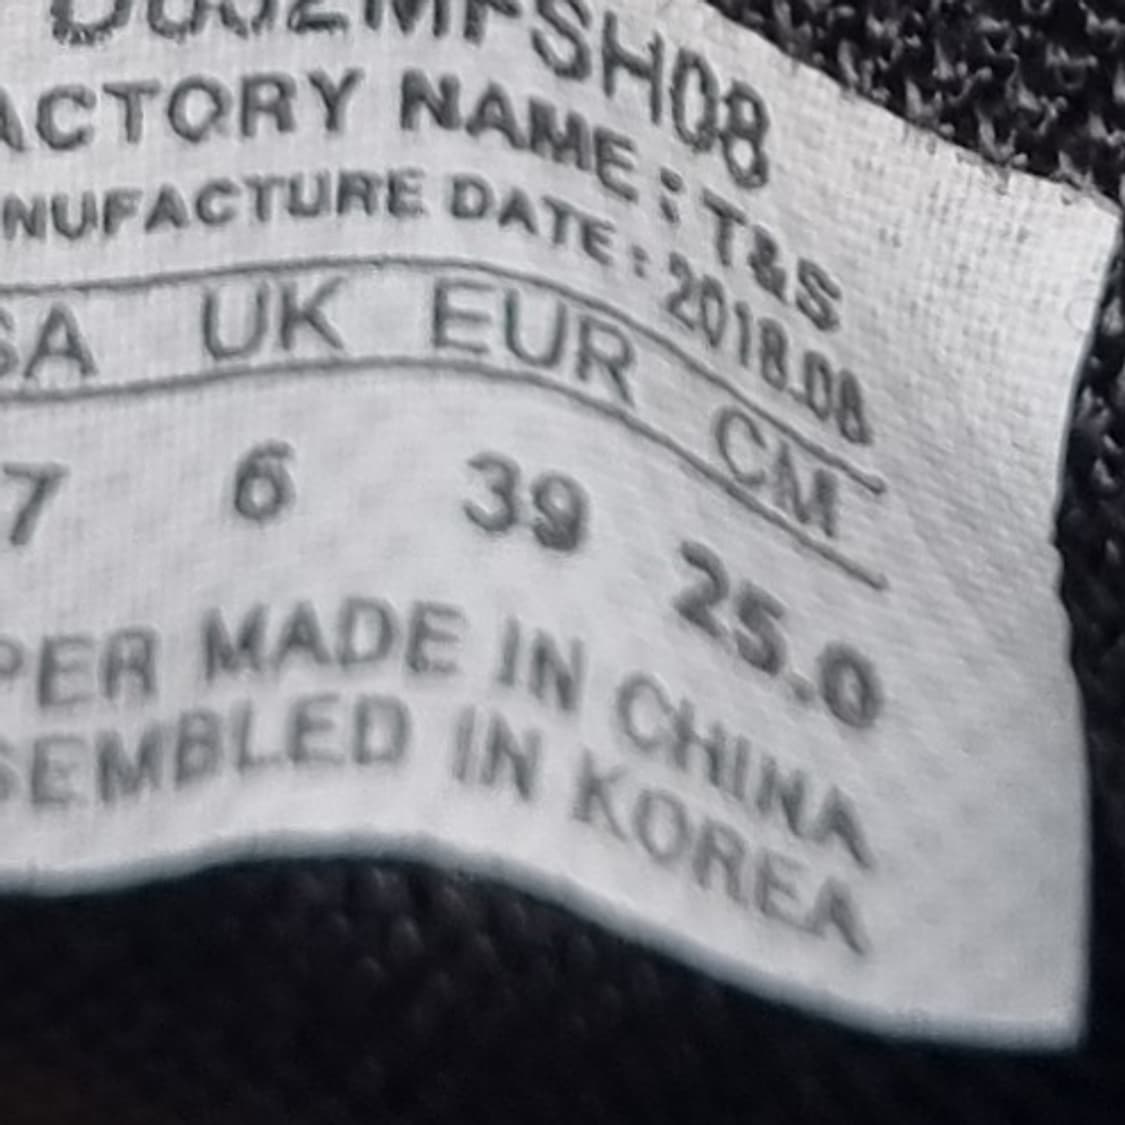 SH08
ACTORY NAME : T&S
NUFACTURE DATE : 2018.08
SA UK EUR CM
7 6 39 25.0
PER MADE IN CHINA
SEMBLED IN KOREA